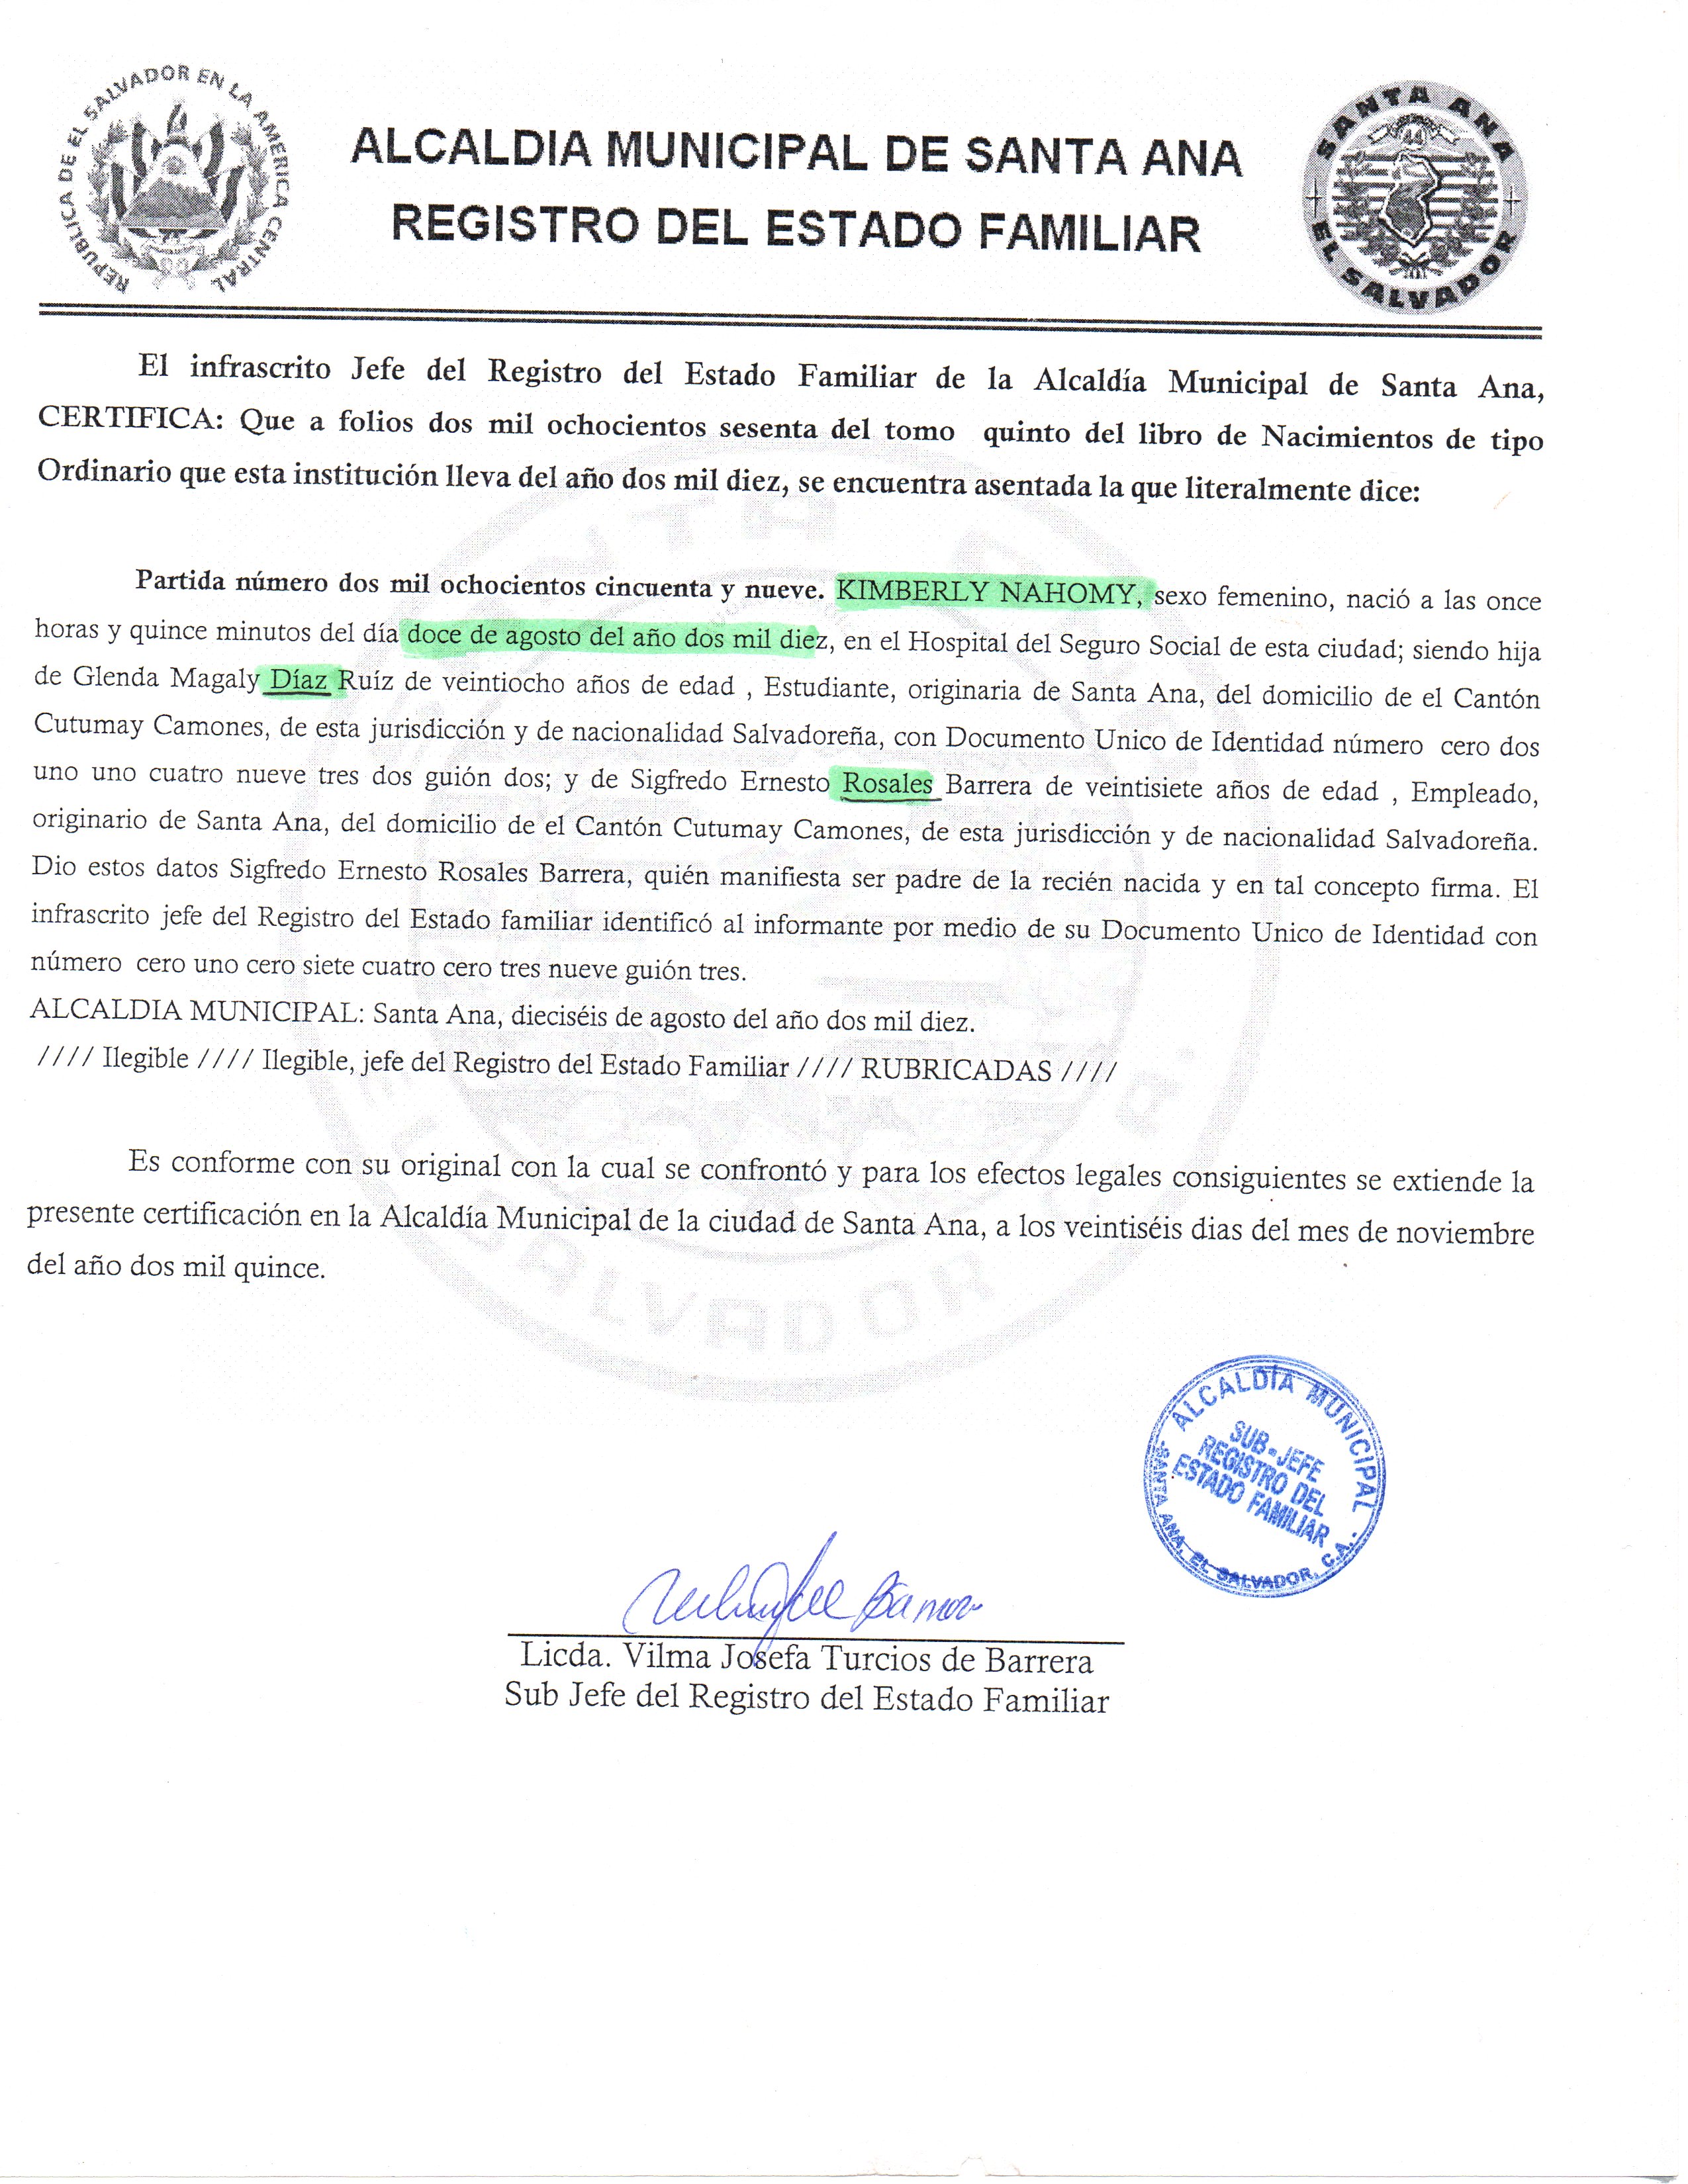 REPUBLICA DE EL SALVADOR EN LA AMERICA CENTRAL
ALCALDIA MUNICIPAL DE SANTA ANA
REGISTRO DEL ESTADO FAMILIAR
SANTA ANA
EL SALVADOR
El infrascrito Jefe del Registro del Estado Familiar de la Alcaldía Municipal de Santa Ana,
CERTIFICA: Que a folios dos mil ochocientos sesenta del tomo quinto del libro de Nacimientos de tipo
Ordinario que esta institución lleva del año dos mil diez, se encuentra asentada la que literalmente dice:
Partida número dos mil ochocientos cincuenta y nueve. KIMBERLY NAHOMY, sexo femenino, nació a las once
horas y quince minutos del día doce de agosto del año dos mil diez, en el Hospital del Seguro Social de esta ciudad; siendo hija
de Glenda Magaly Díaz Ruíz de veintiocho años de edad , Estudiante, originaria de Santa Ana, del domicilio de el Cantón
Cutumay Camones, de esta jurisdicción y de nacionalidad Salvadoreña, con Documento Unico de Identidad número cero dos
uno uno cuatro nueve tres dos guión dos; y de Sigfredo Ernesto Rosales Barrera de veintisiete años de edad , Empleado,
originario de Santa Ana, del domicilio de el Cantón Cutumay Camones, de esta jurisdicción y de nacionalidad Salvadoreña.
Dio estos datos Sigfredo Ernesto Rosales Barrera, quién manifiesta ser padre de la recién nacida y en tal concepto firma. El
infrascrito jefe del Registro del Estado familiar identificó al informante por medio de su Documento Unico de Identidad con
número cero uno cero siete cuatro cero tres nueve guión tres.
ALCALDIA MUNICIPAL: Santa Ana, dieciséis de agosto del año dos mil diez.
//// Ilegible //// Ilegible, jefe del Registro del Estado Familiar //// RUBRICADAS ////
Es conforme con su original con la cual se confrontó y para los efectos legales consiguientes se extiende la
presente certificación en la Alcaldía Municipal de la ciudad de Santa Ana, a los veintiséis dias del mes de noviembre
del año dos mil quince.
ALCALDÍA MUNICIPAL
SUB-JEFE
REGISTRO DEL
ESTADO FAMILIAR
SANTA ANA, EL SALVADOR, C.A.
Licda. Vilma Josefa Turcios de Barrera
Sub Jefe del Registro del Estado Familiar